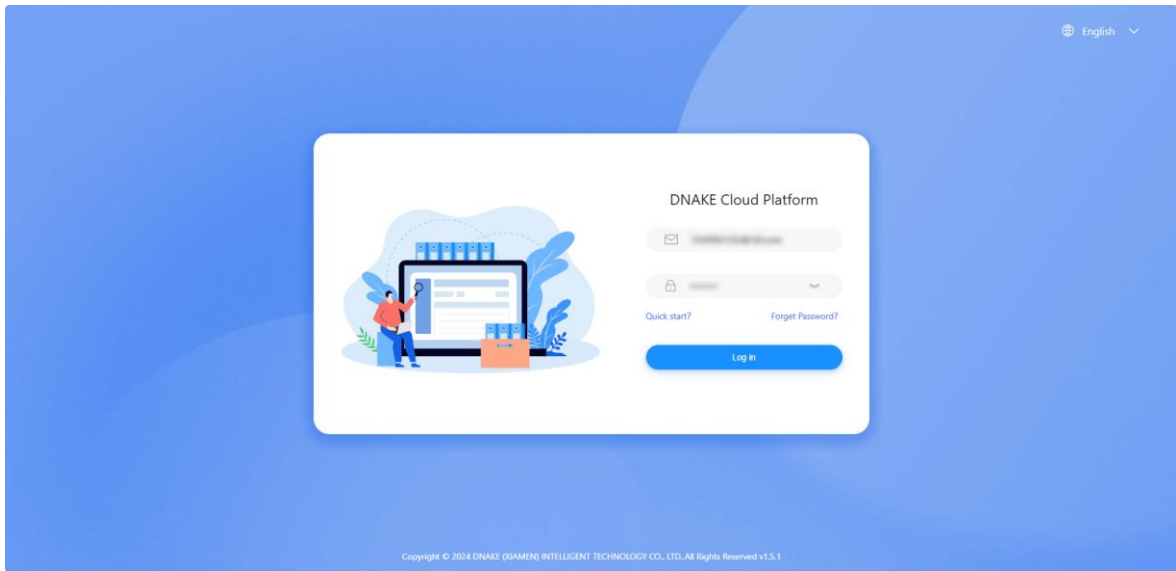 English
DNAKE Cloud Platform
Quick start?
Forget Password?
Log in
Copyright © 2024 DNAKE (XIAMEN) INTELLIGENT TECHNOLOGY CO., LTD.,All Rights Reserved v1.5.1